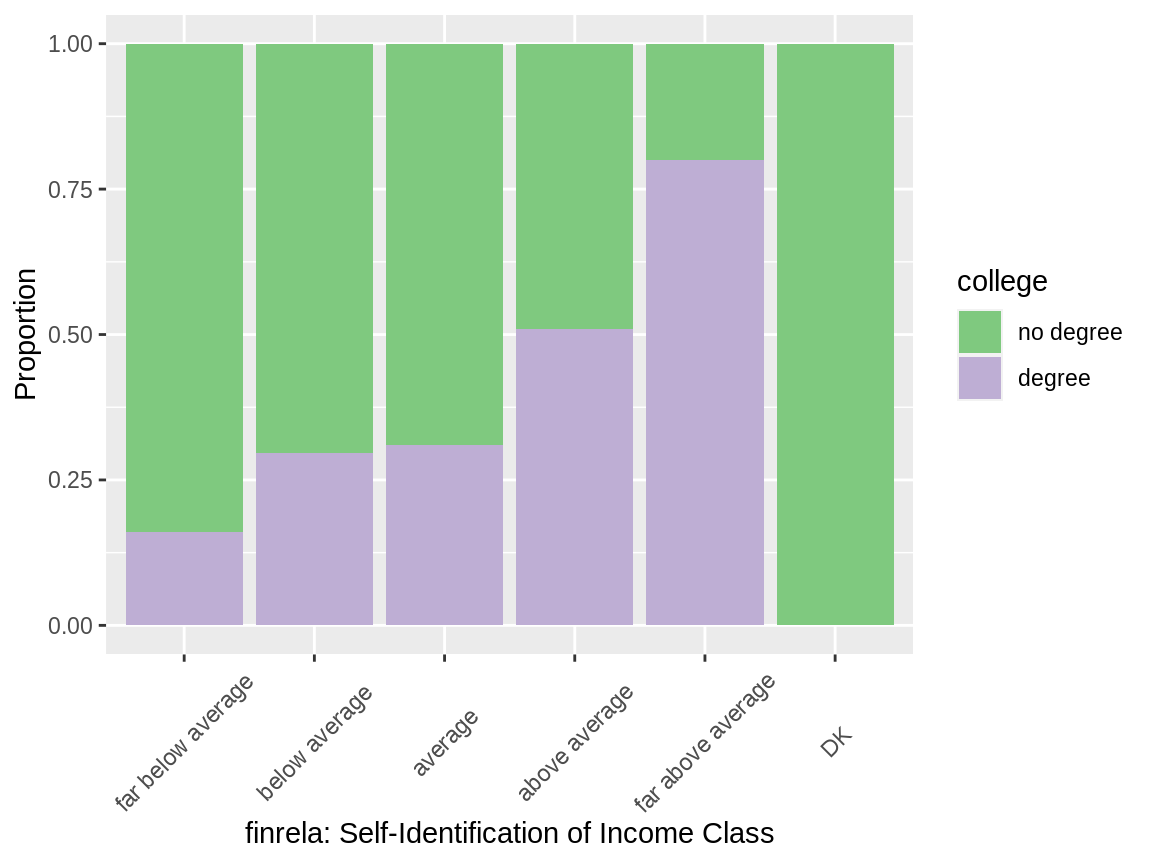 1.00
0.75
0.50
0.25
0.00
Proportion
far below average
below average
average
above average
far above average
DK
finrela: Self-Identification of Income Class
college
no degree
degree